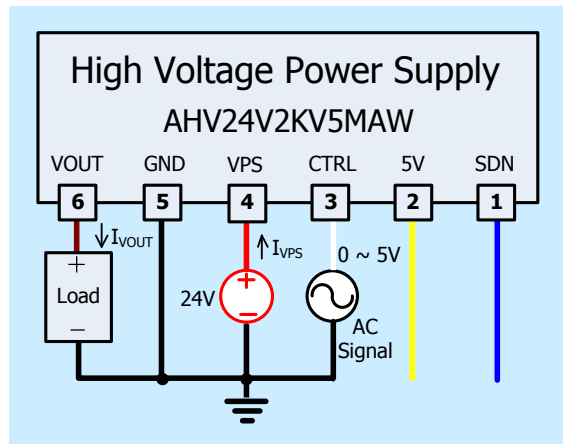 High Voltage Power Supply
AHV24V2KV5MAW
VOUT GND VPS CTRL 5V SDN
6 5 4 3 2 1
↓IVOUT ↑IVPS 0 ~ 5V
+
Load
−
24V
+
−
AC
Signal